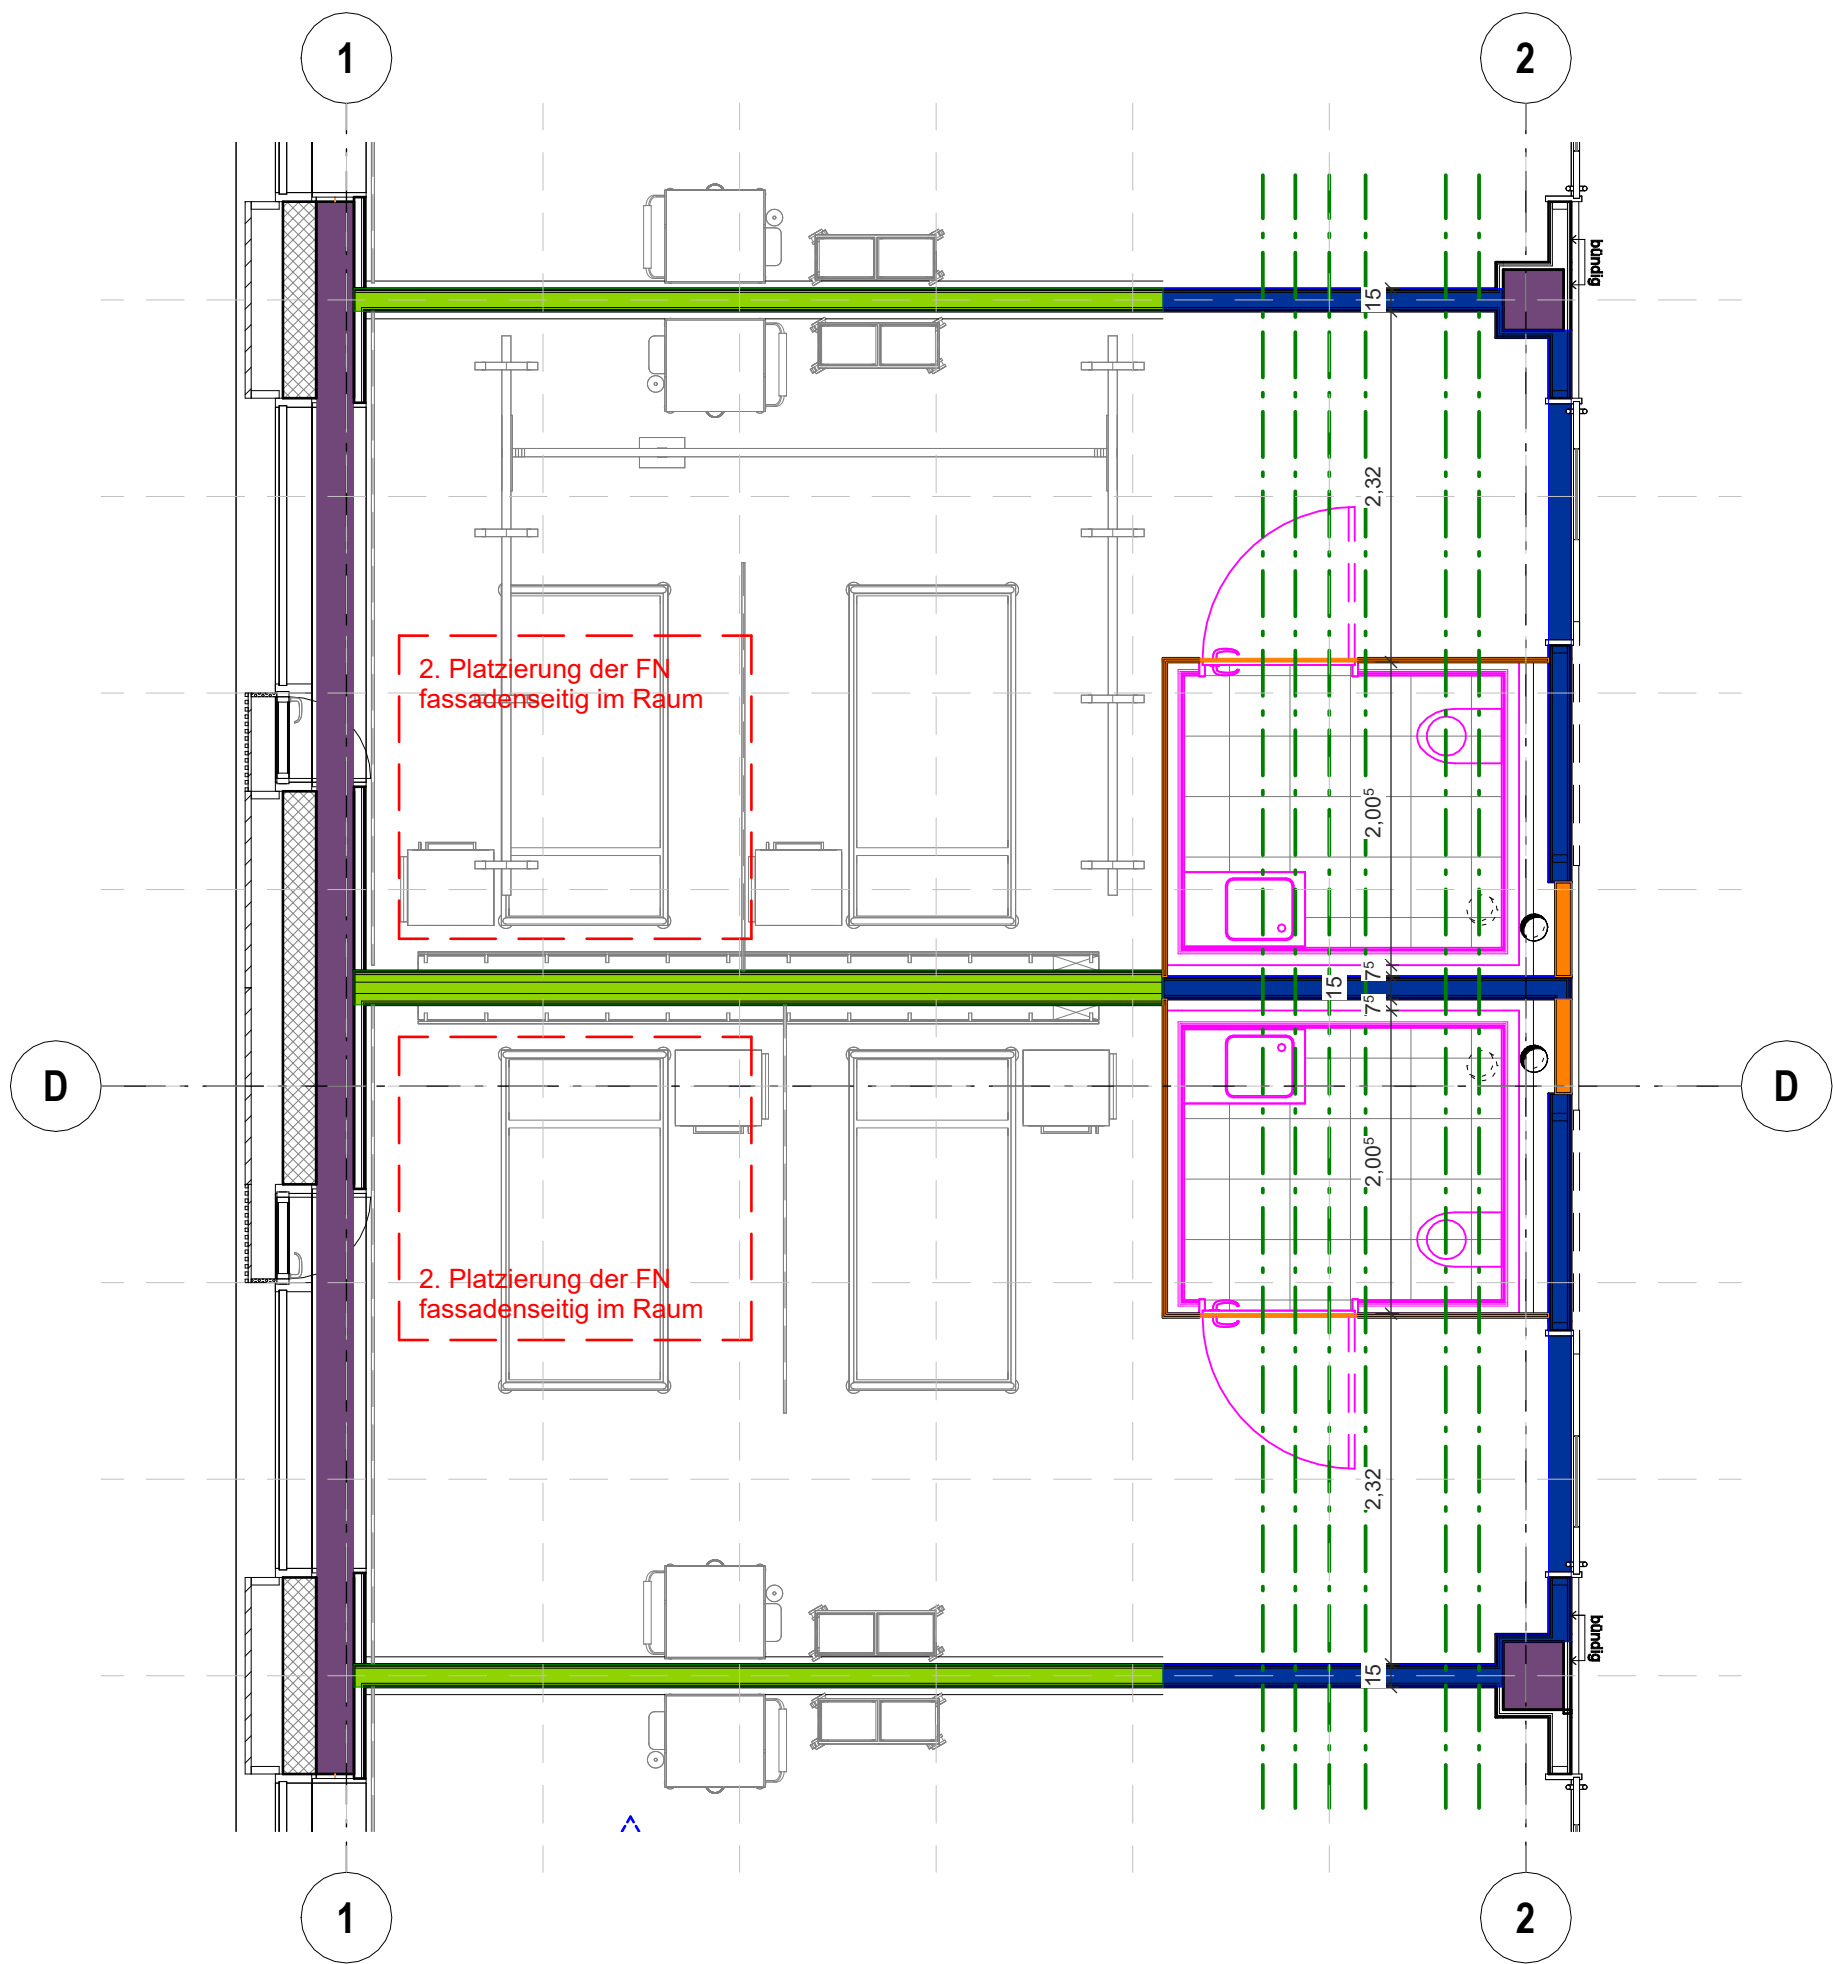 1
2
bündig
15
2,32
2. Platzierung der FN
fassadenseitig im Raum
2,00⁵
7⁵
15
7⁵
D
D
2,00⁵
2. Platzierung der FN
fassadenseitig im Raum
2,32
bündig
15
1
2